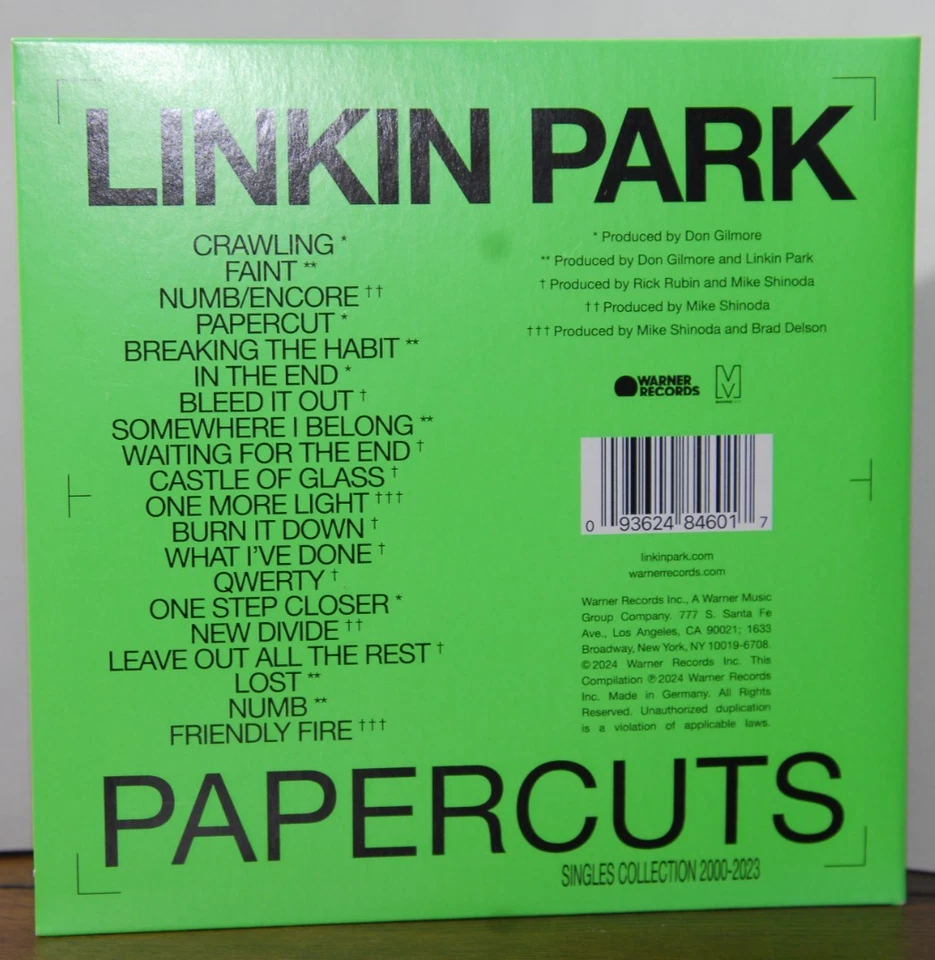 LINKIN PARK
CRAWLING *
FAINT **
NUMB/ENCORE ††
PAPERCUT *
BREAKING THE HABIT **
IN THE END *
BLEED IT OUT †
SOMEWHERE I BELONG **
WAITING FOR THE END †
CASTLE OF GLASS †
ONE MORE LIGHT †††
BURN IT DOWN †
WHAT I'VE DONE †
QWERTY †
ONE STEP CLOSER *
NEW DIVIDE ††
LEAVE OUT ALL THE REST †
LOST **
NUMB **
FRIENDLY FIRE †††
* Produced by Don Gilmore
** Produced by Don Gilmore and Linkin Park
† Produced by Rick Rubin and Mike Shinoda
†† Produced by Mike Shinoda
††† Produced by Mike Shinoda and Brad Delson
WARNER
RECORDS
0 93624 84601 7
linkinpark.com
warnerrecords.com
Warner Records Inc., A Warner Music
Group Company. 777 S. Santa Fe
Ave., Los Angeles, CA 90021; 1633
Broadway, New York, NY 10019-6708.
©2024 Warner Records Inc. This
Compilation ℗2024 Warner Records
Inc. Made in Germany. All Rights
Reserved. Unauthorized duplication
is a violation of applicable laws.
PAPERCUTS
SINGLES COLLECTION 2000-2023